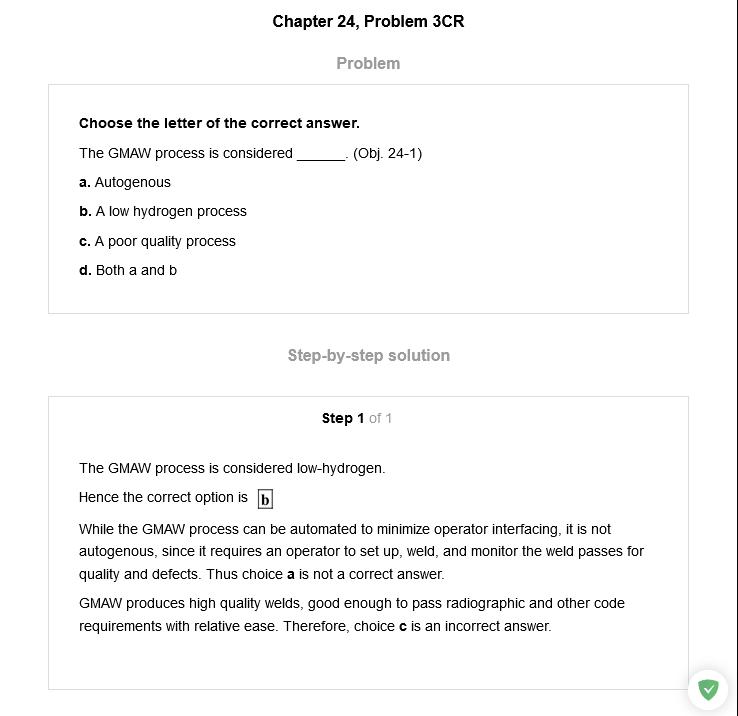 Chapter 24, Problem 3CR
Problem
Choose the letter of the correct answer.
The GMAW process is considered ______. (Obj. 24-1)
a. Autogenous
b. A low hydrogen process
c. A poor quality process
d. Both a and b
Step-by-step solution
Step 1 of 1
The GMAW process is considered low-hydrogen.
Hence the correct option is b
While the GMAW process can be automated to minimize operator interfacing, it is not
autogenous, since it requires an operator to set up, weld, and monitor the weld passes for
quality and defects. Thus choice a is not a correct answer.
GMAW produces high quality welds, good enough to pass radiographic and other code
requirements with relative ease. Therefore, choice c is an incorrect answer.